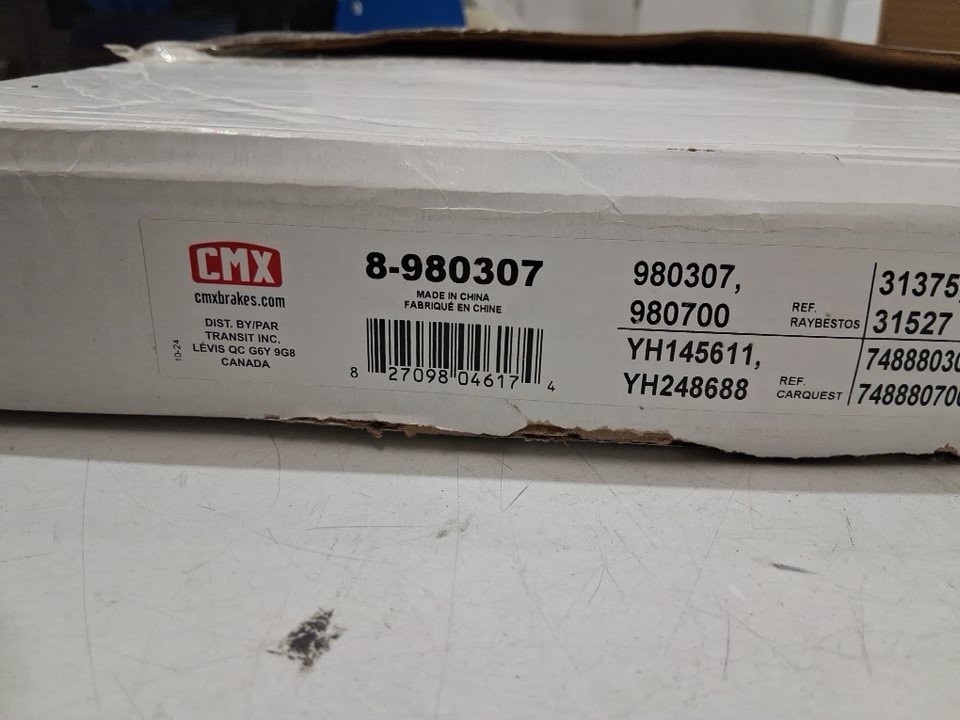 CMX
cmxbrakes.com
DIST. BY/PAR
TRANSIT INC.
LÉVIS QC G6Y 9G8
CANADA
10-24
8-980307
MADE IN CHINA
FABRIQUÉ EN CHINE
8 27098 04617 4
980307,
980700
REF.
RAYBESTOS
31375,
31527
YH145611,
YH248688
REF.
CARQUEST